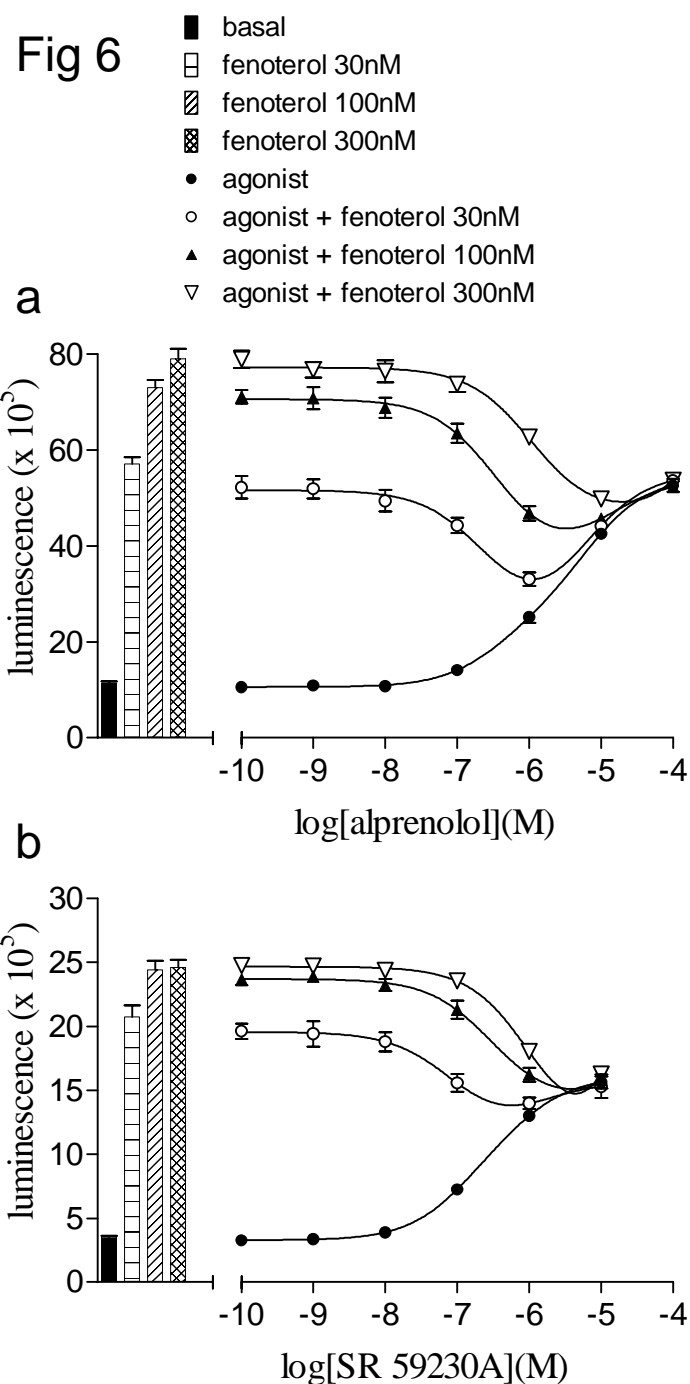 Fig 6
basal
fenoterol 30nM
fenoterol 100nM
fenoterol 300nM
agonist
agonist + fenoterol 30nM
agonist + fenoterol 100nM
agonist + fenoterol 300nM
a
luminescence (x 10⁵)
80
60
40
20
0
-10 -9 -8 -7 -6 -5 -4
log[alprenolol](M)
b
luminescence (x 10⁵)
30
25
20
15
10
5
0
-10 -9 -8 -7 -6 -5 -4
log[SR 59230A](M)